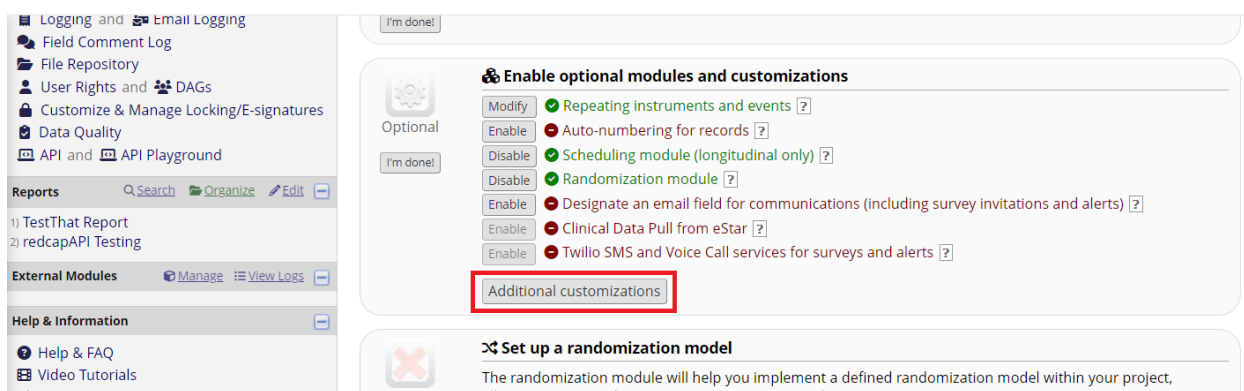 Logging and Email Logging
Field Comment Log
File Repository
User Rights and DAGs
Customize & Manage Locking/E-signatures
Data Quality
API and API Playground
Reports Search Organize Edit
1) TestThat Report
2) redcapAPI Testing
External Modules Manage View Logs
Help & Information
Help & FAQ
Video Tutorials
I'm done!
Optional
I'm done!
Enable optional modules and customizations
Modify Repeating instruments and events ?
Enable Auto-numbering for records ?
Disable Scheduling module (longitudinal only) ?
Disable Randomization module ?
Enable Designate an email field for communications (including survey invitations and alerts) ?
Enable Clinical Data Pull from eStar ?
Enable Twilio SMS and Voice Call services for surveys and alerts ?
Additional customizations
Set up a randomization model
The randomization module will help you implement a defined randomization model within your project,